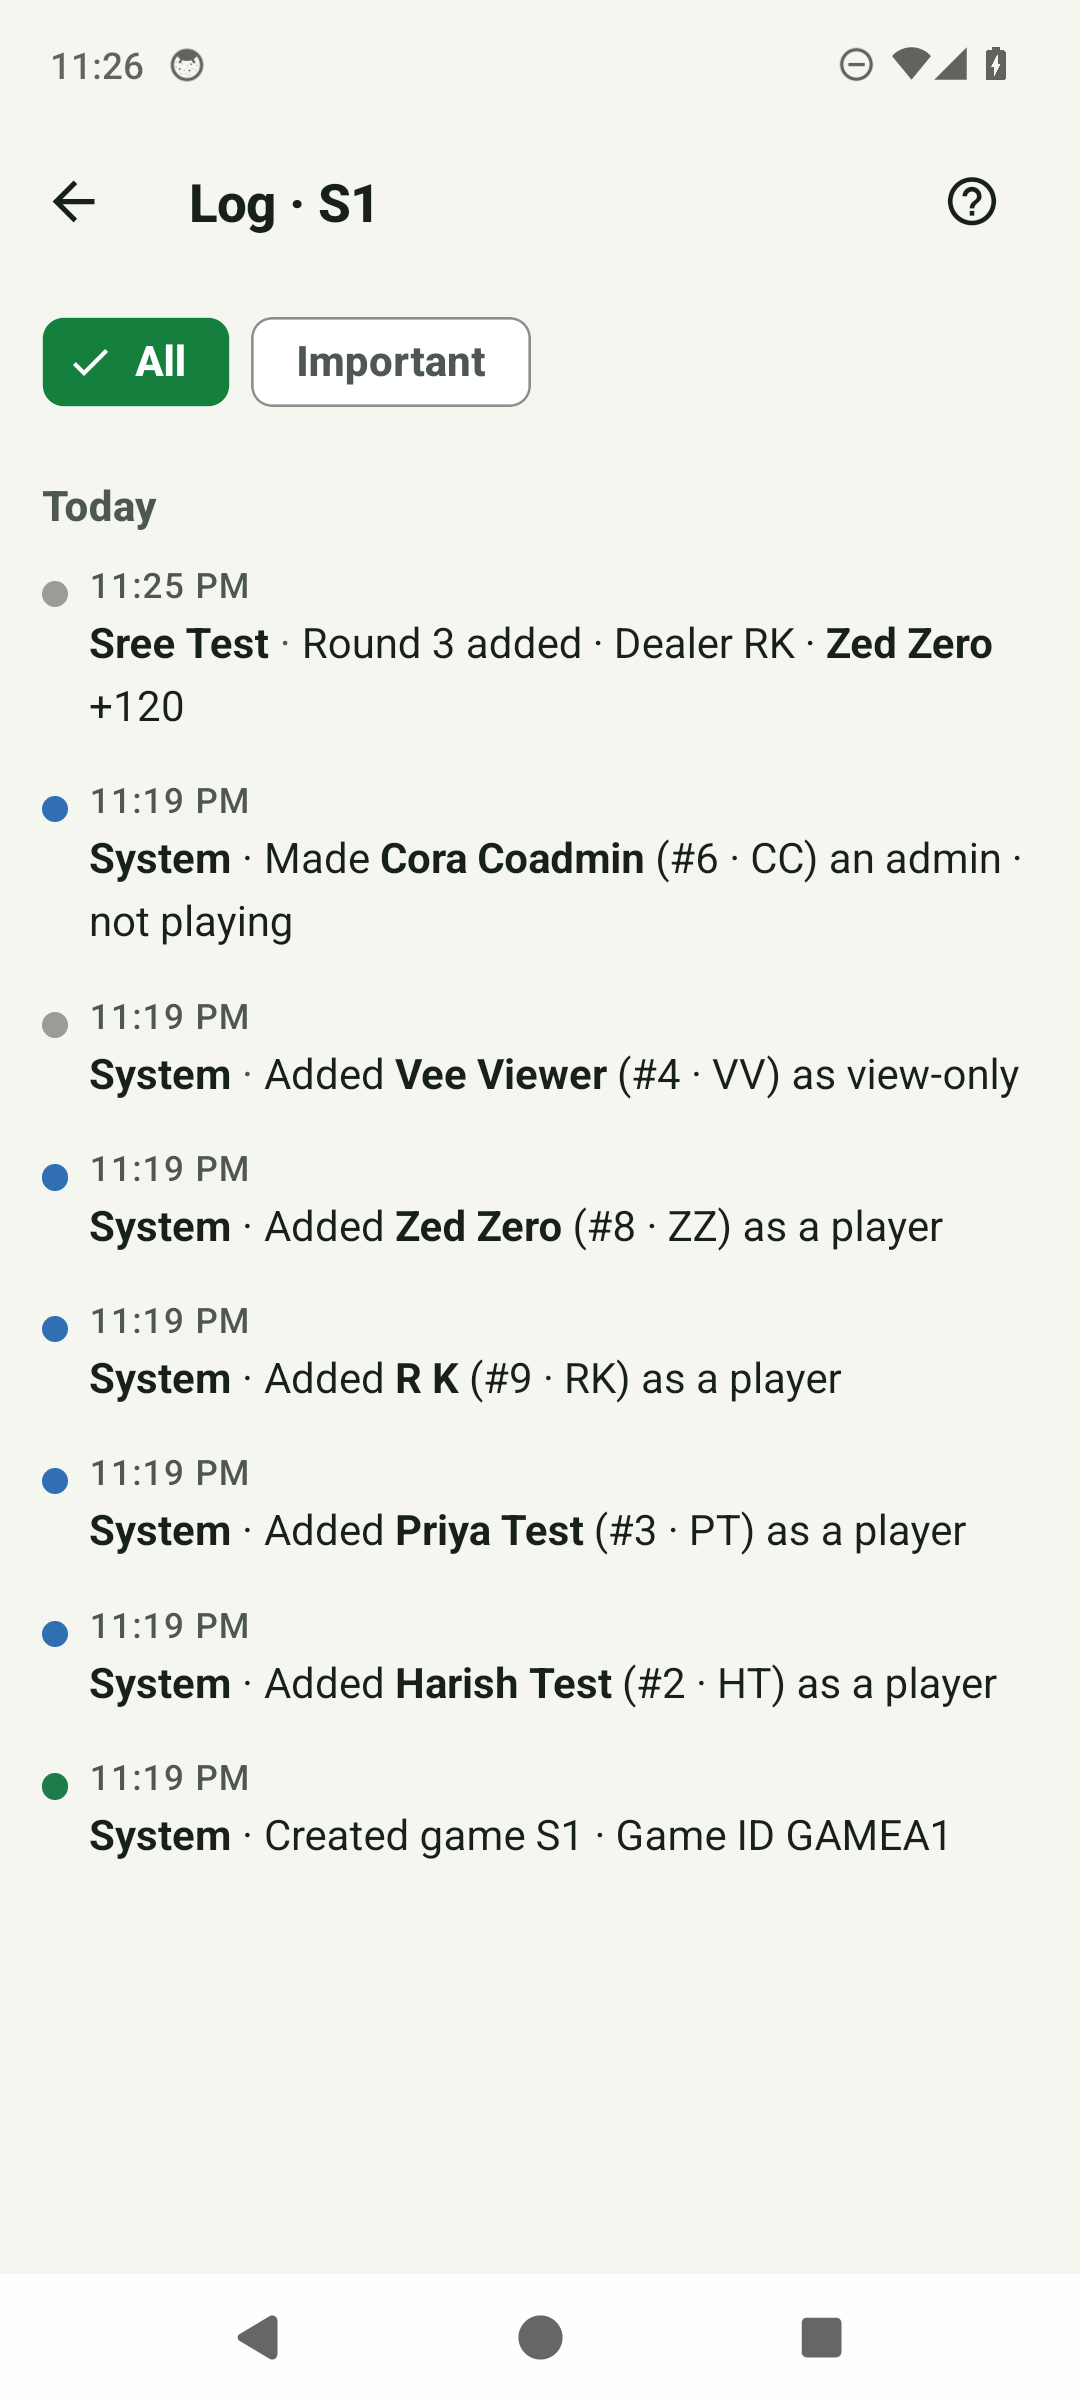 11:26
Log · S1
All
Important
Today
11:25 PM
Sree Test · Round 3 added · Dealer RK · Zed Zero
+120
11:19 PM
System · Made Cora Coadmin (#6 · CC) an admin ·
not playing
11:19 PM
System · Added Vee Viewer (#4 · VV) as view-only
11:19 PM
System · Added Zed Zero (#8 · ZZ) as a player
11:19 PM
System · Added R K (#9 · RK) as a player
11:19 PM
System · Added Priya Test (#3 · PT) as a player
11:19 PM
System · Added Harish Test (#2 · HT) as a player
11:19 PM
System · Created game S1 · Game ID GAMEA1